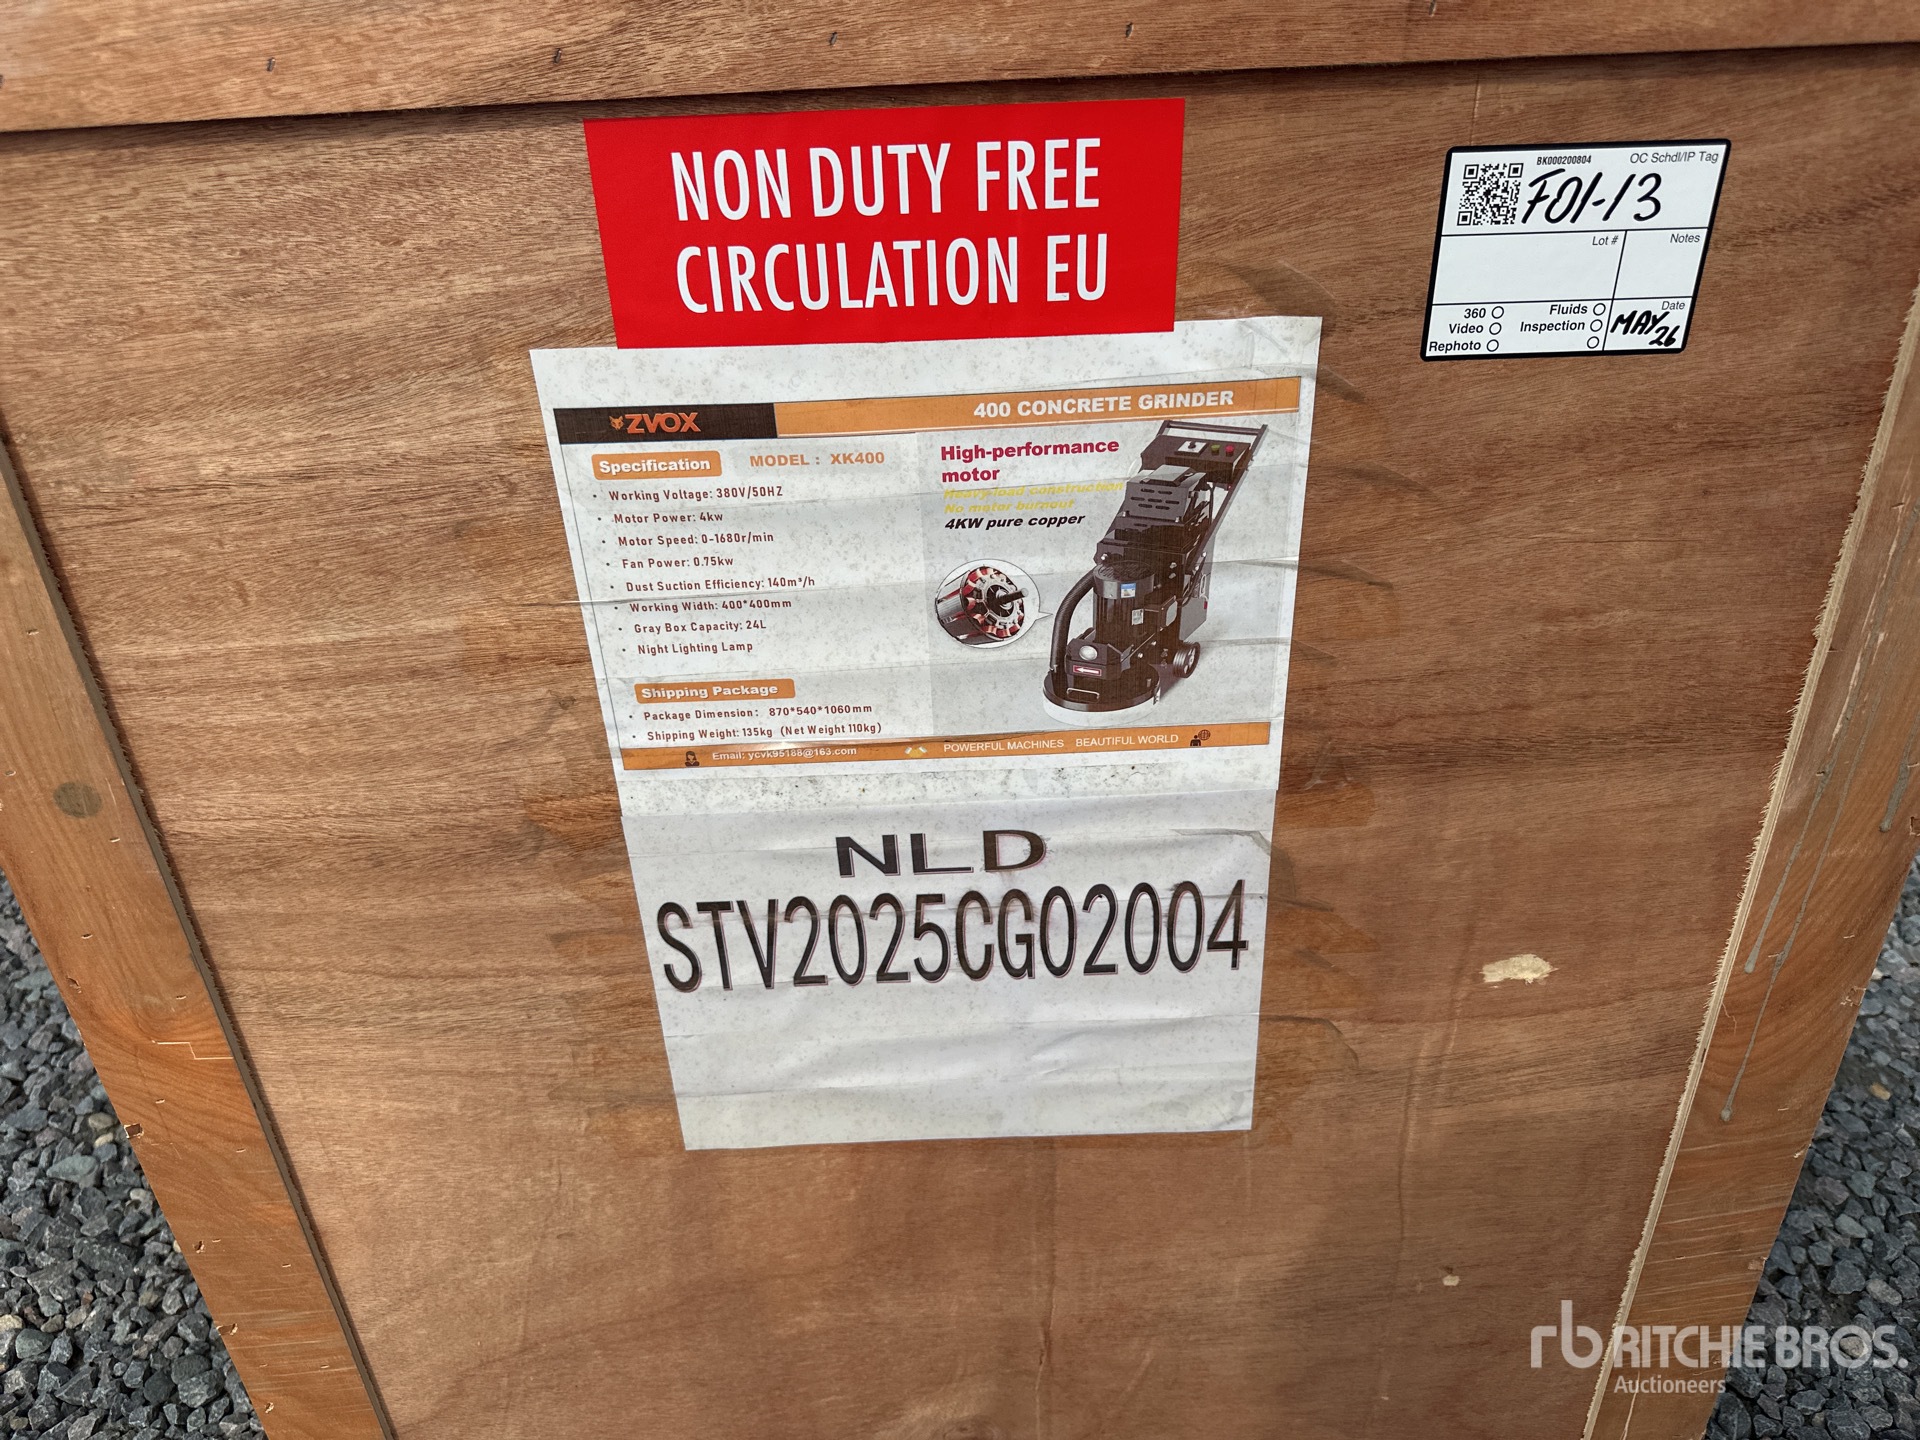 NON DUTY FREE
CIRCULATION EU
BK000200804
OC Schdl/IP Tag
F01-13
Lot #
Notes
360
Video
Rephoto
Fluids
Inspection
Date
MAY 26
ZVOX
400 CONCRETE GRINDER
Specification
MODEL : XK400
• Working Voltage: 380V/50HZ
• Motor Power: 4kw
• Motor Speed: 0-1680r/min
• Fan Power: 0.75kw
• Dust Suction Efficiency: 140m³/h
• Working Width: 400*400mm
• Gray Box Capacity: 24L
• Night Lighting Lamp
High-performance
motor
Heavy-load construction
No motor burnout
4KW pure copper
Shipping Package
• Package Dimension: 870*540*1060mm
• Shipping Weight: 135kg (Net Weight 110kg)
Email: ycvk95188@163.com
POWERFUL MACHINES BEAUTIFUL WORLD
NLD
STV2025CG02004
rb RITCHIE BROS.
Auctioneers